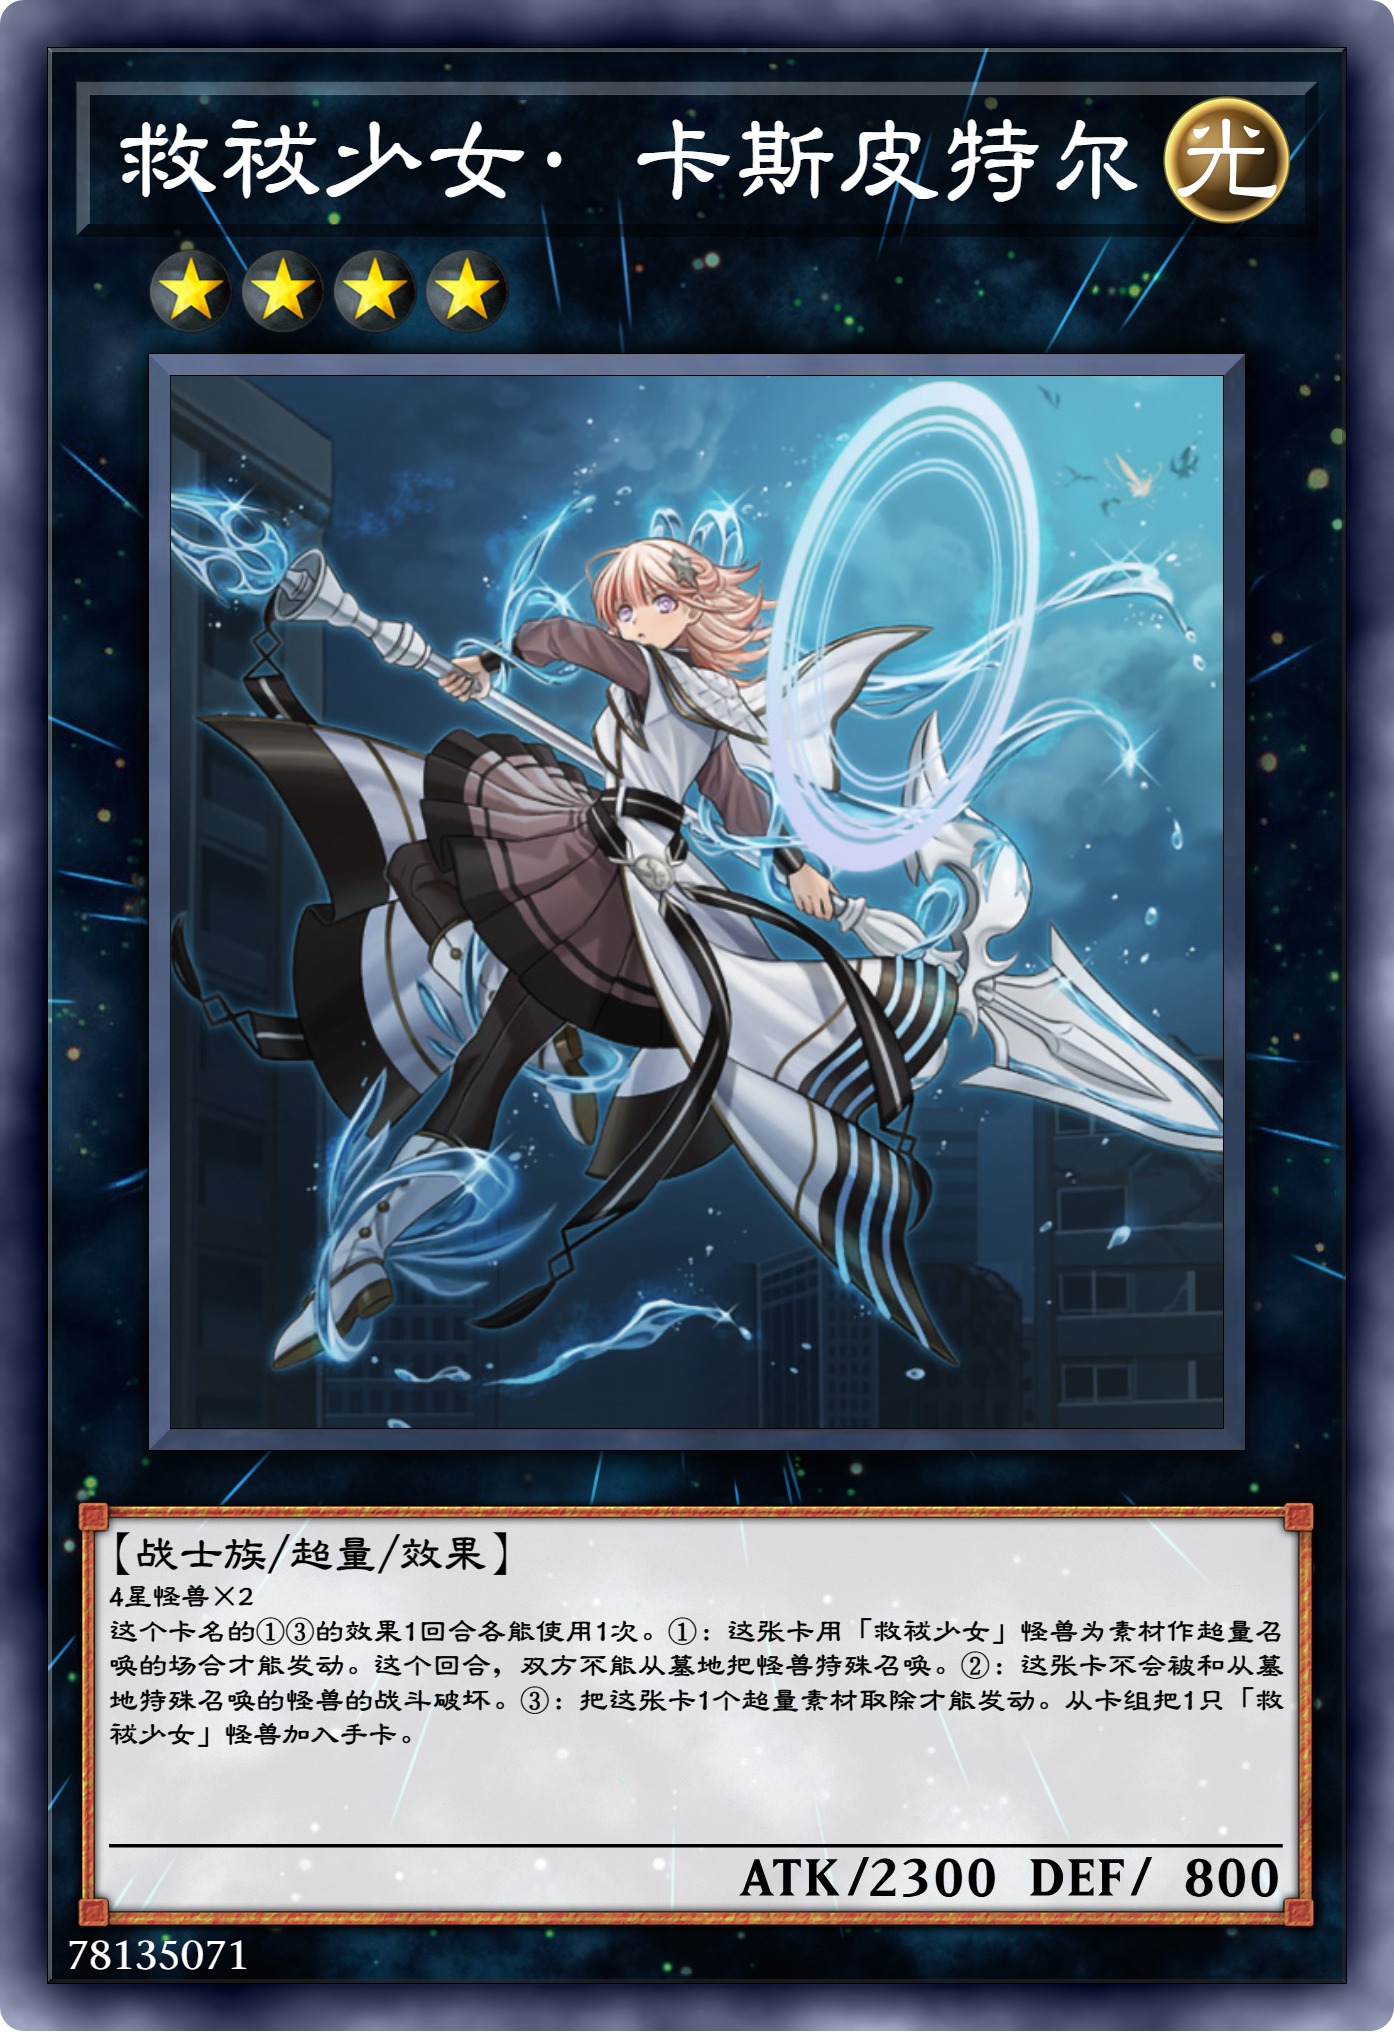 救祓少女·卡斯皮特尔 光
【战士族/超量/效果】
4星怪兽×2
这个卡名的①③的效果1回合各能使用1次。①：这张卡用「救祓少女」怪兽为素材作超量召
唤的场合才能发动。这个回合，双方不能从墓地把怪兽特殊召唤。②：这张卡不会被和从墓
地特殊召唤的怪兽的战斗破坏。③：把这张卡1个超量素材取除才能发动。从卡组把1只「救
祓少女」怪兽加入手卡。
ATK/2300 DEF/ 800
78135071